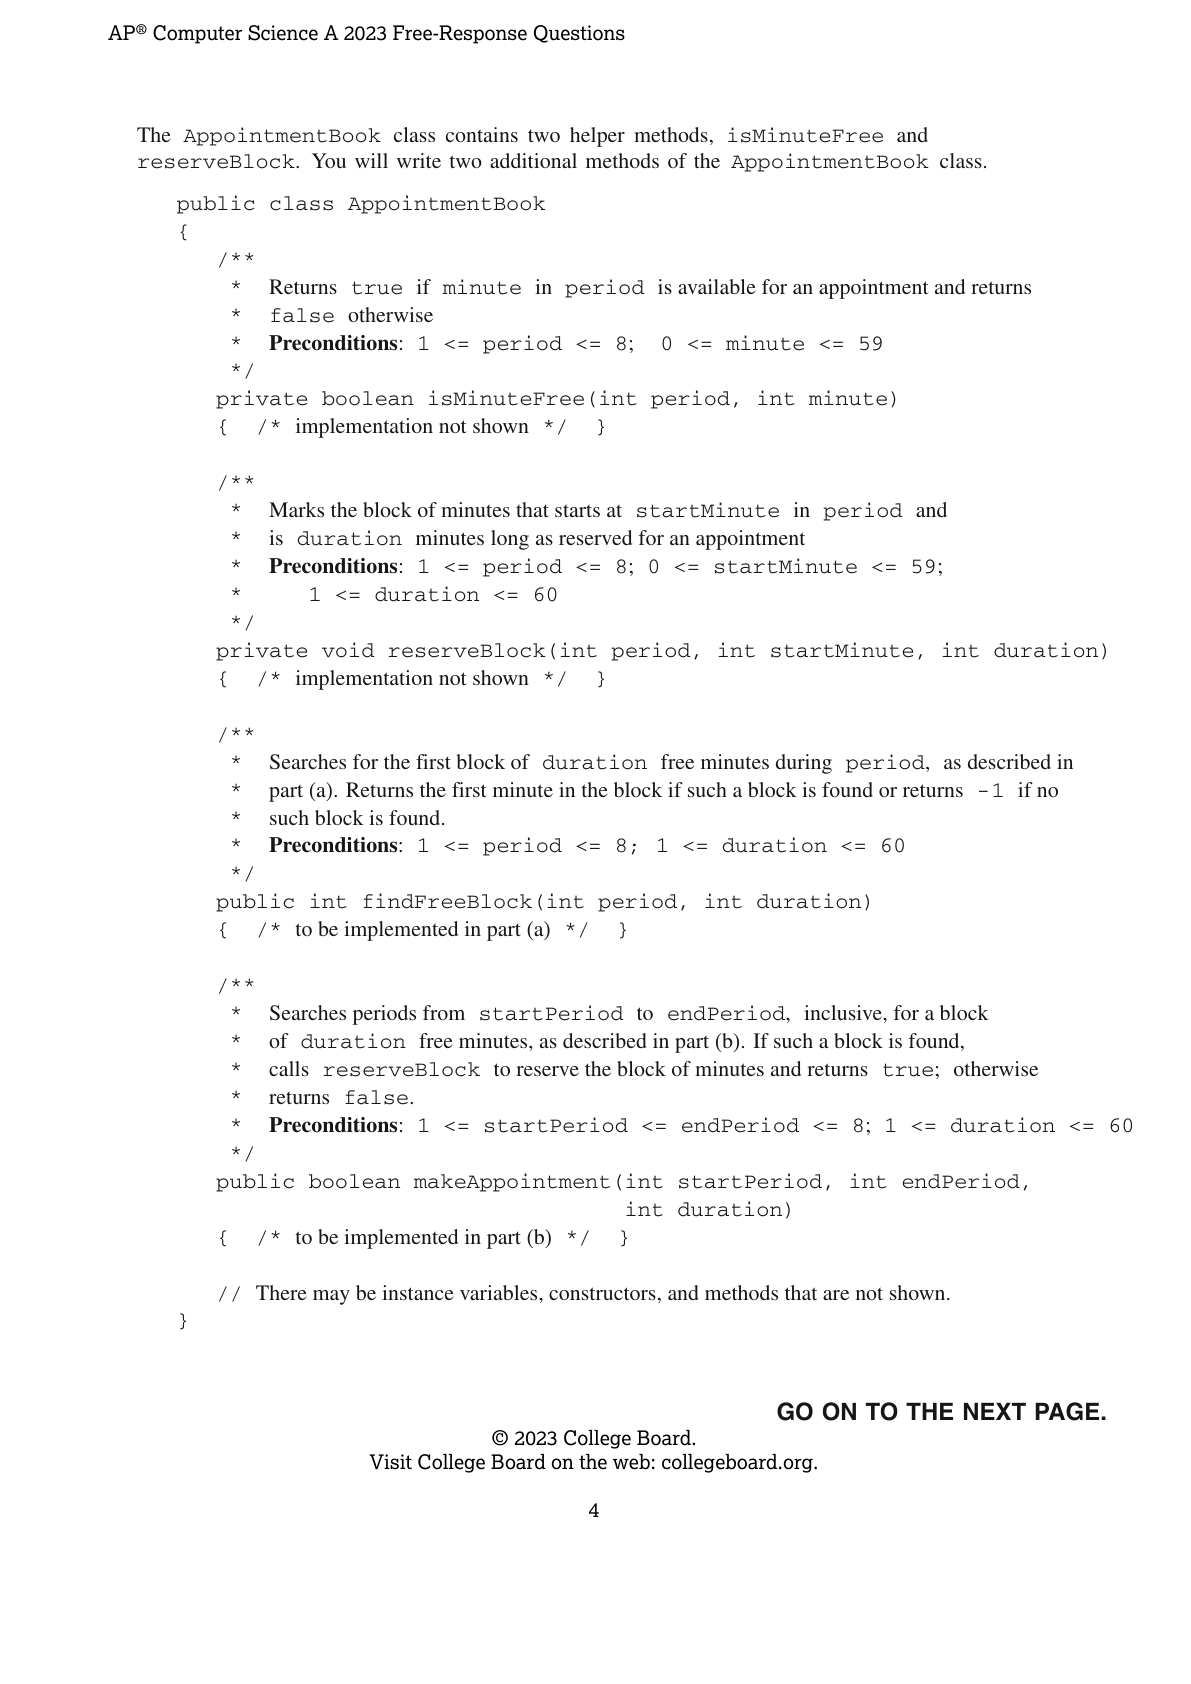 AP® Computer Science A 2023 Free-Response Questions
The AppointmentBook class contains two helper methods, isMinuteFree and
reserveBlock. You will write two additional methods of the AppointmentBook class.
public class AppointmentBook
{
/**
* Returns true if minute in period is available for an appointment and returns
* false otherwise
* Preconditions: 1 <= period <= 8; 0 <= minute <= 59
*/
private boolean isMinuteFree(int period, int minute)
{ /* implementation not shown */ }
/**
* Marks the block of minutes that starts at startMinute in period and
* is duration minutes long as reserved for an appointment
* Preconditions: 1 <= period <= 8; 0 <= startMinute <= 59;
* 1 <= duration <= 60
*/
private void reserveBlock(int period, int startMinute, int duration)
{ /* implementation not shown */ }
/**
* Searches for the first block of duration free minutes during period, as described in
* part (a). Returns the first minute in the block if such a block is found or returns -1 if no
* such block is found.
* Preconditions: 1 <= period <= 8; 1 <= duration <= 60
*/
public int findFreeBlock(int period, int duration)
{ /* to be implemented in part (a) */ }
/**
* Searches periods from startPeriod to endPeriod, inclusive, for a block
* of duration free minutes, as described in part (b). If such a block is found,
* calls reserveBlock to reserve the block of minutes and returns true; otherwise
* returns false.
* Preconditions: 1 <= startPeriod <= endPeriod <= 8; 1 <= duration <= 60
*/
public boolean makeAppointment(int startPeriod, int endPeriod,
int duration)
{ /* to be implemented in part (b) */ }
// There may be instance variables, constructors, and methods that are not shown.
}
GO ON TO THE NEXT PAGE.
© 2023 College Board.
Visit College Board on the web: collegeboard.org.
4